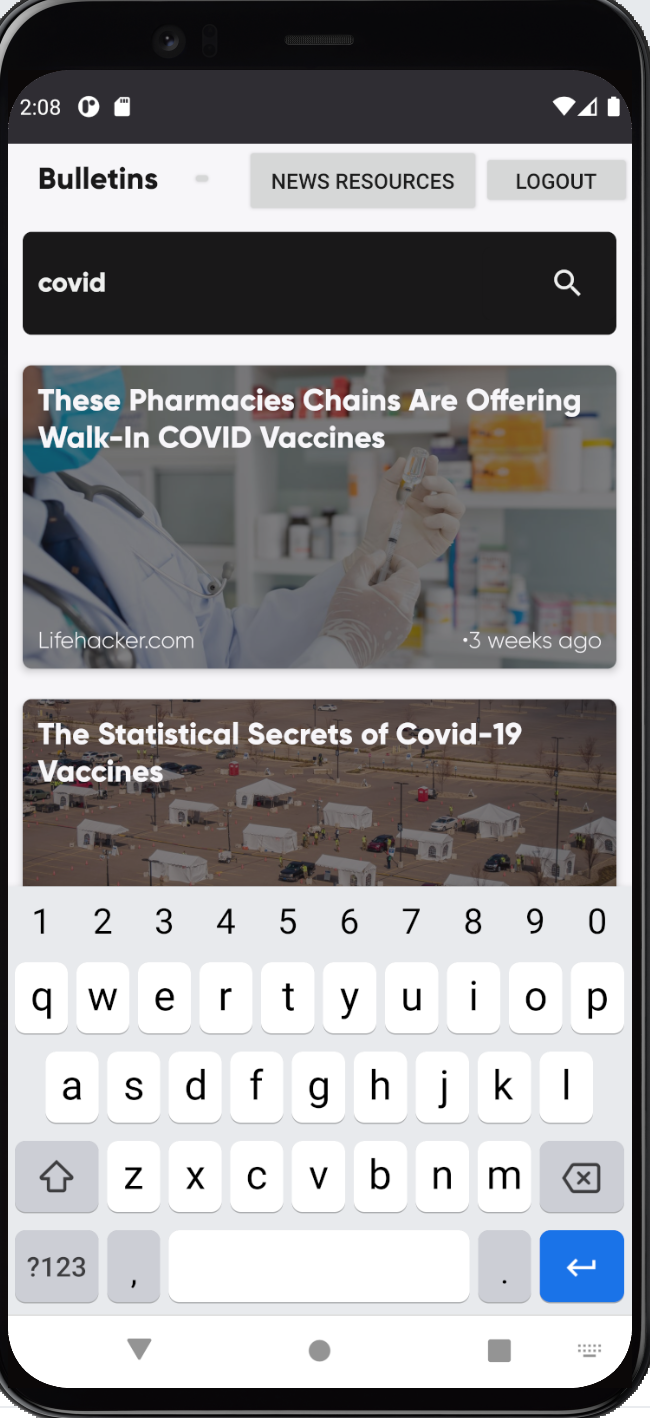 2:08
Bulletins
NEWS RESOURCES
LOGOUT
covid
These Pharmacies Chains Are Offering
Walk-In COVID Vaccines
Lifehacker.com
•3 weeks ago
The Statistical Secrets of Covid-19
Vaccines
1 2 3 4 5 6 7 8 9 0
q w e r t y u i o p
a s d f g h j k l
z x c v b n m
?123 , .